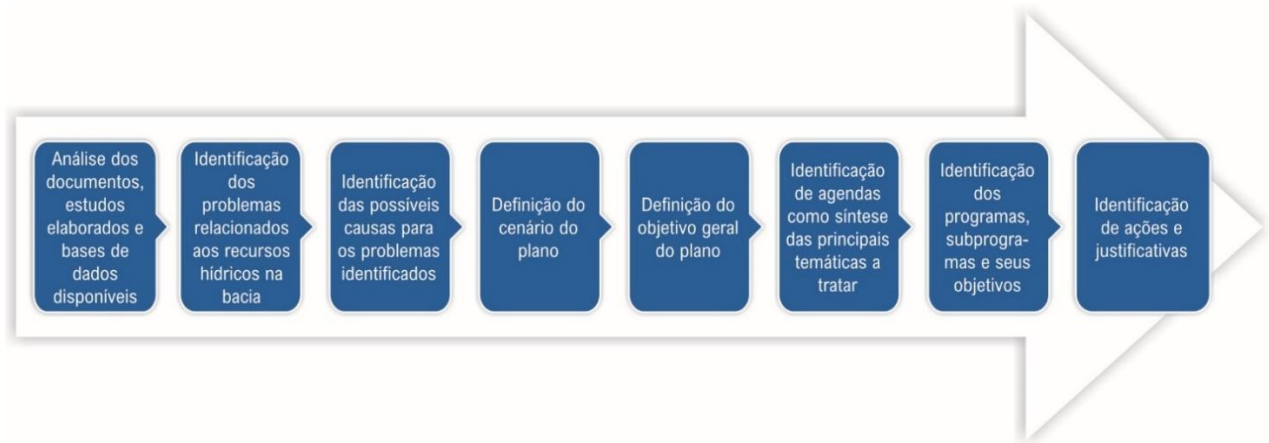 Análise dos
documentos,
estudos
elaborados e
bases de
dados
disponíveis
Identificação
dos
problemas
relacionados
aos recursos
hídricos na
bacia
Identificação
das possíveis
causas para
os problemas
identificados
Definição do
cenário do
plano
Definição do
objetivo geral
do plano
Identificação
de agendas
como síntese
das principais
temáticas a
tratar
Identificação
dos
programas,
subprogra-
mas e seus
objetivos
Identificação
de ações e
justificativas